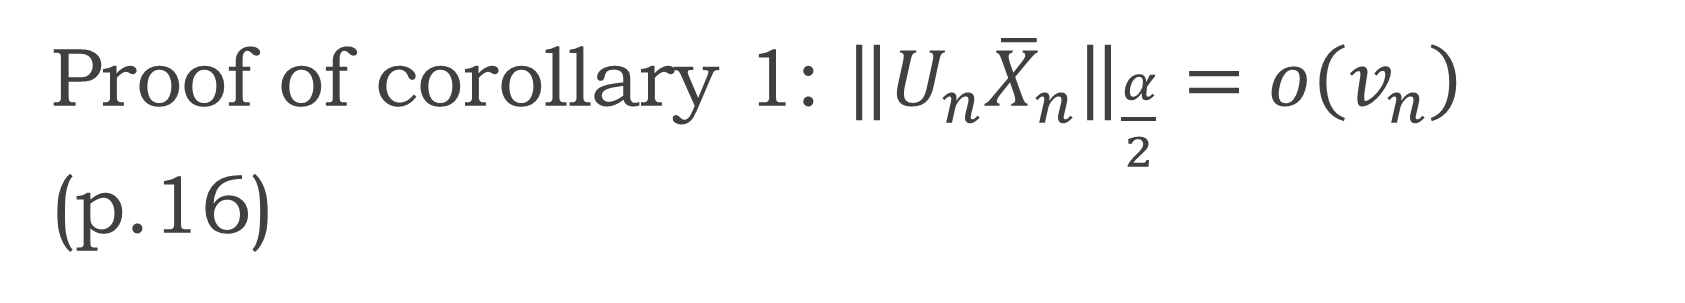 Proof of corollary 1: ‖UₙX̄ₙ‖_{α/2} = o(vₙ)
(p.16)